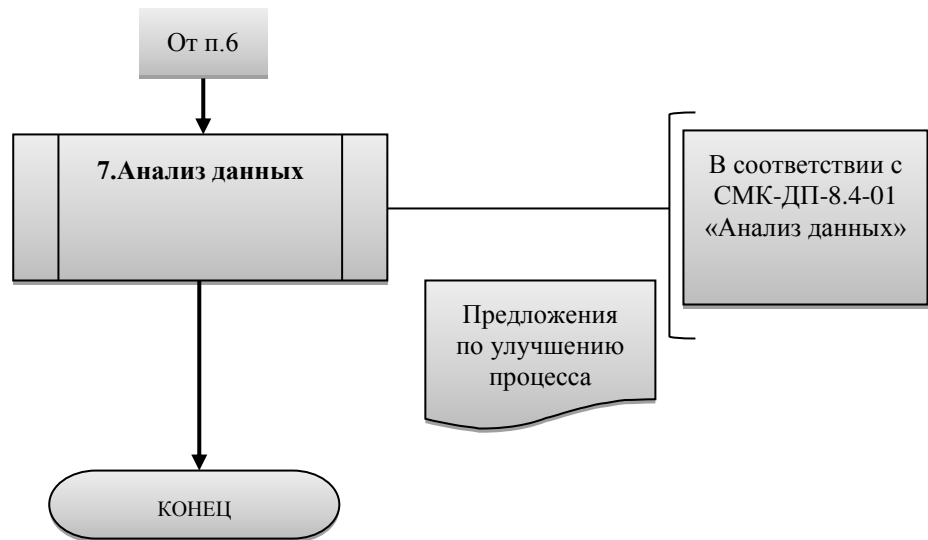 От п.6
7.Анализ данных
В соответствии с
СМК-ДП-8.4-01
«Анализ данных»
Предложения
по улучшению
процесса
КОНЕЦ